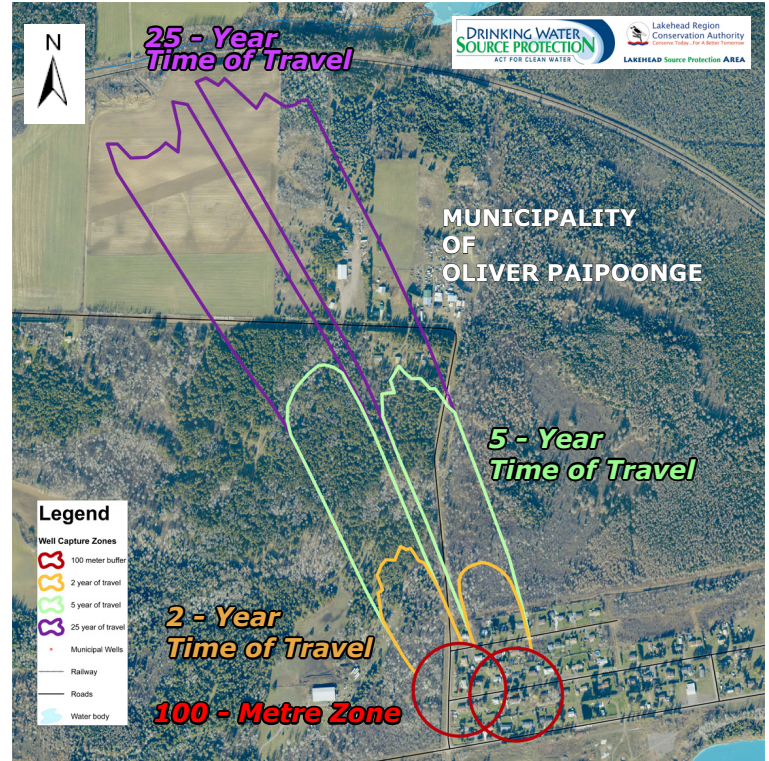 N
25 - Year
Time of Travel
DRINKING WATER
SOURCE PROTECTION
ACT FOR CLEAN WATER
Lakehead Region
Conservation Authority
Conserve Today...For A Better Tomorrow
LAKEHEAD Source Protection AREA
MUNICIPALITY
OF
OLIVER PAIPOONGE
5 - Year
Time of Travel
Legend
Well Capture Zones
100 meter buffer
2 year of travel
5 year of travel
25 year of travel
Municipal Wells
Railway
Roads
Water body
2 - Year
Time of Travel
100 - Metre Zone